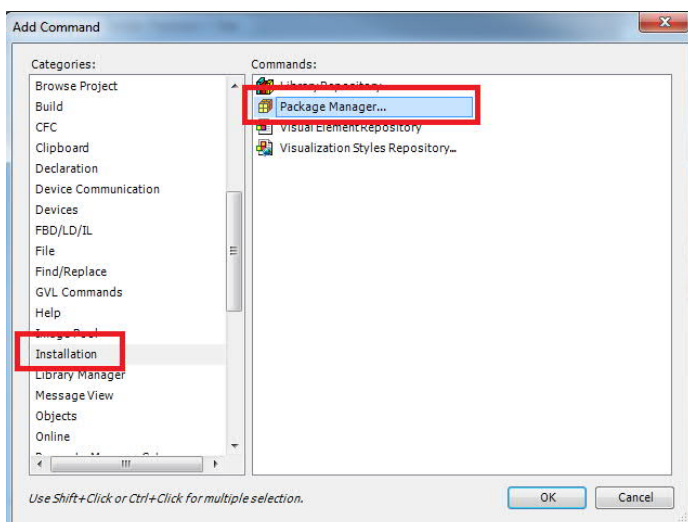 Add Command
Categories:
Browse Project
Build
CFC
Clipboard
Declaration
Device Communication
Devices
FBD/LD/IL
File
Find/Replace
GVL Commands
Help
Installation
Library Manager
Message View
Objects
Online
Commands:
Library Repository
Package Manager...
Visual Element Repository
Visualization Styles Repository...
Use Shift+Click or Ctrl+Click for multiple selection.
OK
Cancel